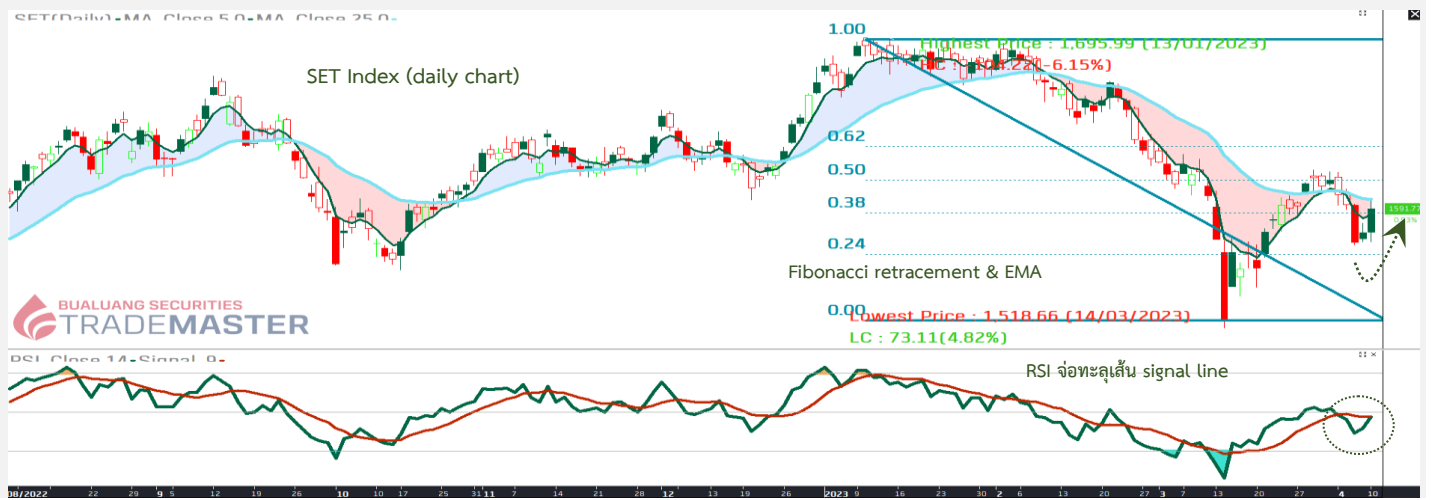 SET(Daily) MA Close 5.0 MA Close 25.0
SET Index (daily chart)
1.00
Highest Price : 1,695.99 (13/01/2023)
-6.15%)
0.62
0.50
0.38
1591.77
0.24
Fibonacci retracement & EMA
0.00
Lowest Price : 1,518.66 (14/03/2023)
LC : 73.11(4.82%)
BUALUANG SECURITIES
TRADEMASTER
RSI Close 14 Signal 9
RSI จ่อทะลุเส้น signal line
08/2022 22 29 9 5 12 19 26 10 10 17 25 31 11 7 14 21 28 12 13 19 26 2023 9 16 23 30 2 6 13 20 27 3 7 13 20 27 4 10